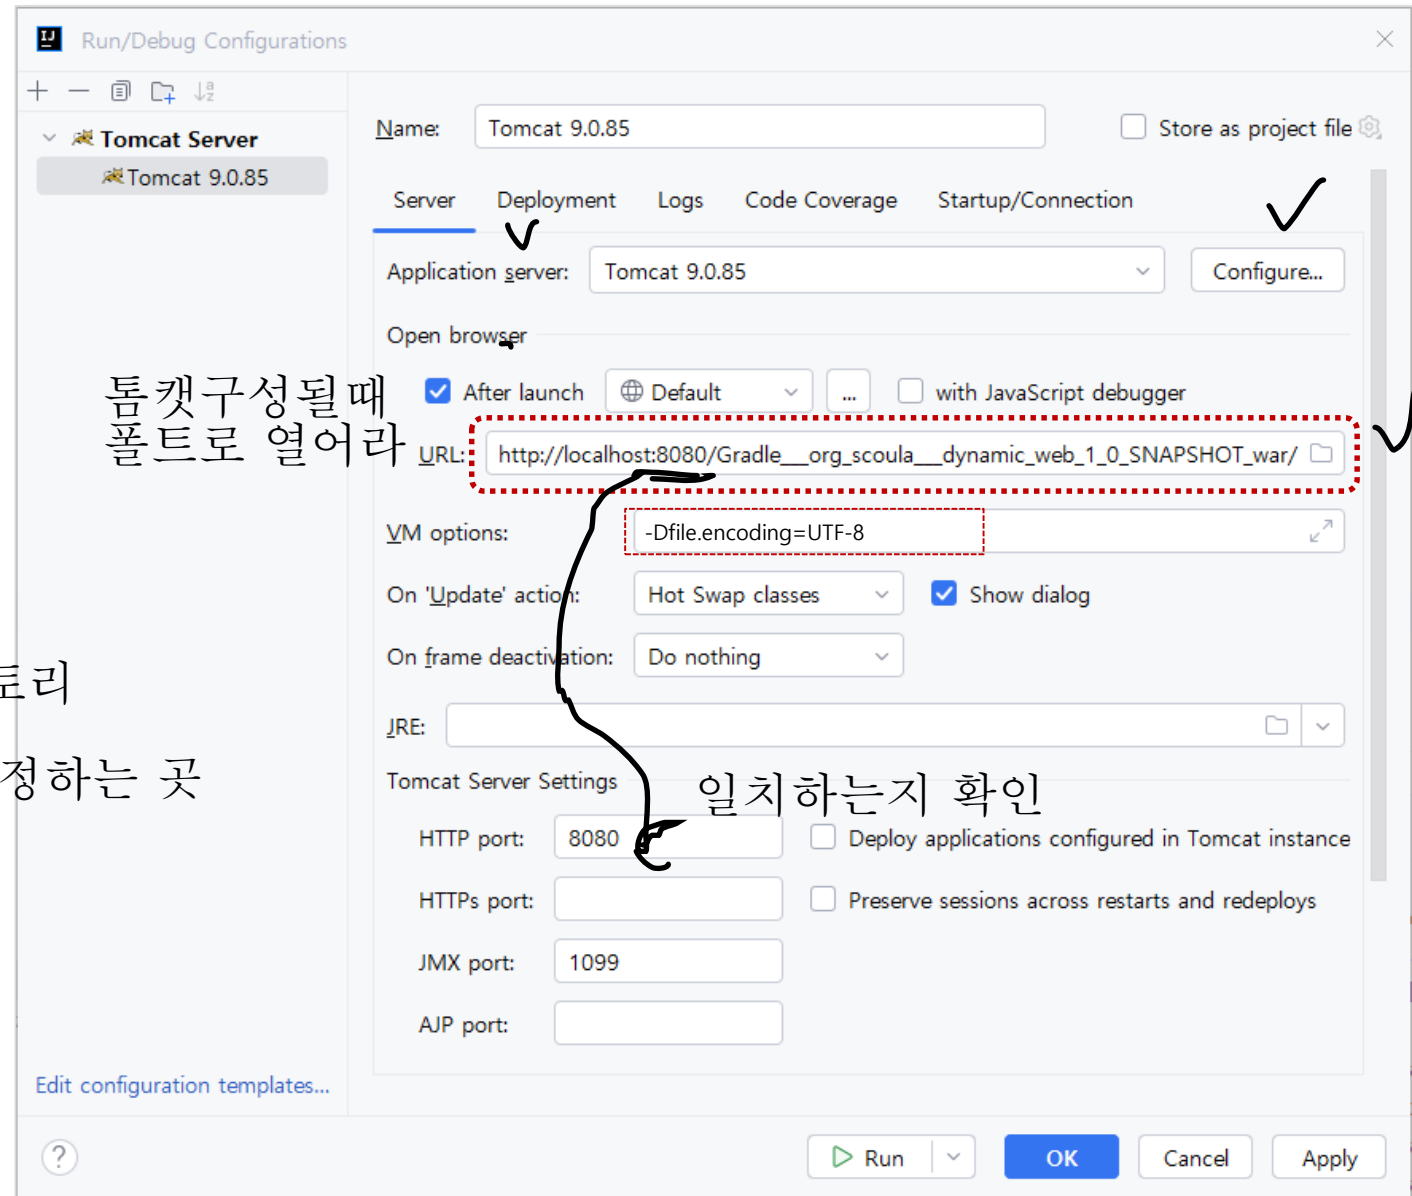 Run/Debug Configurations
Tomcat Server
Tomcat 9.0.85
Name: Tomcat 9.0.85 Store as project file
Server Deployment Logs Code Coverage Startup/Connection
Application server: Tomcat 9.0.85 Configure...
Open browser
톰캣구성될때
폴트로 열어라
After launch Default ... with JavaScript debugger
URL: http://localhost:8080/Gradle___org_scoula___dynamic_web_1_0_SNAPSHOT_war/
VM options: -Dfile.encoding=UTF-8
On 'Update' action: Hot Swap classes Show dialog
On frame deactivation: Do nothing
토리
JRE:
정하는 곳
Tomcat Server Settings
일치하는지 확인
HTTP port: 8080 Deploy applications configured in Tomcat instance
HTTPs port: Preserve sessions across restarts and redeploys
JMX port: 1099
AJP port:
Edit configuration templates...
? Run OK Cancel Apply